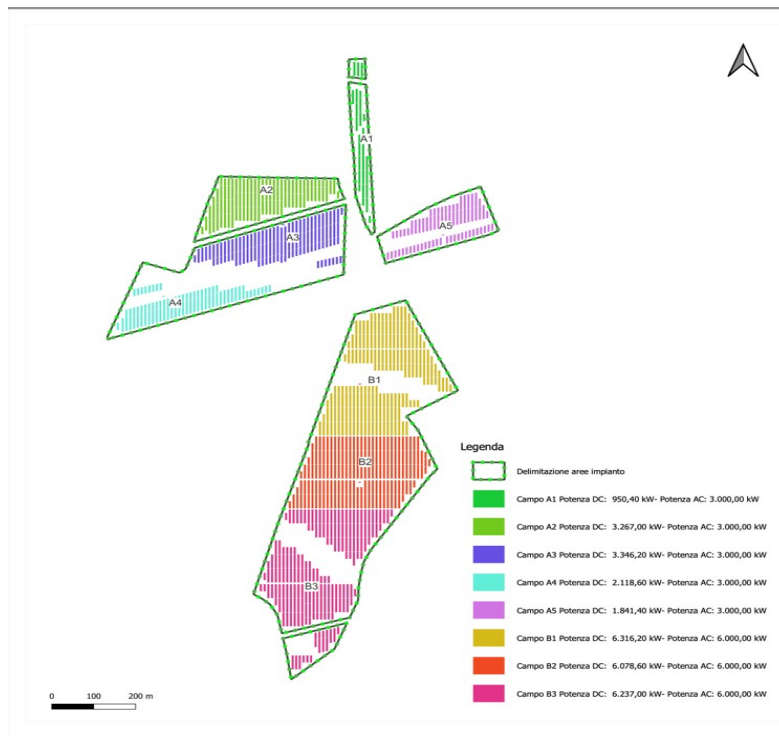 A1
A2
A5
A3
A4
B1
B2
B3
Legenda
Delimitazione aree impianto
Campo A1 Potenza DC: 950,40 kW- Potenza AC: 3.000,00 kW
Campo A2 Potenza DC: 3.267,00 kW- Potenza AC: 3.000,00 kW
Campo A3 Potenza DC: 3.346,20 kW- Potenza AC: 3.000,00 kW
Campo A4 Potenza DC: 2.118,60 kW- Potenza AC: 3.000,00 kW
Campo A5 Potenza DC: 1.841,40 kW- Potenza AC: 3.000,00 kW
Campo B1 Potenza DC: 6.316,20 kW- Potenza AC: 6.000,00 kW
Campo B2 Potenza DC: 6.078,60 kW- Potenza AC: 6.000,00 kW
Campo B3 Potenza DC: 6.237,00 kW- Potenza AC: 6.000,00 kW
0 100 200 m